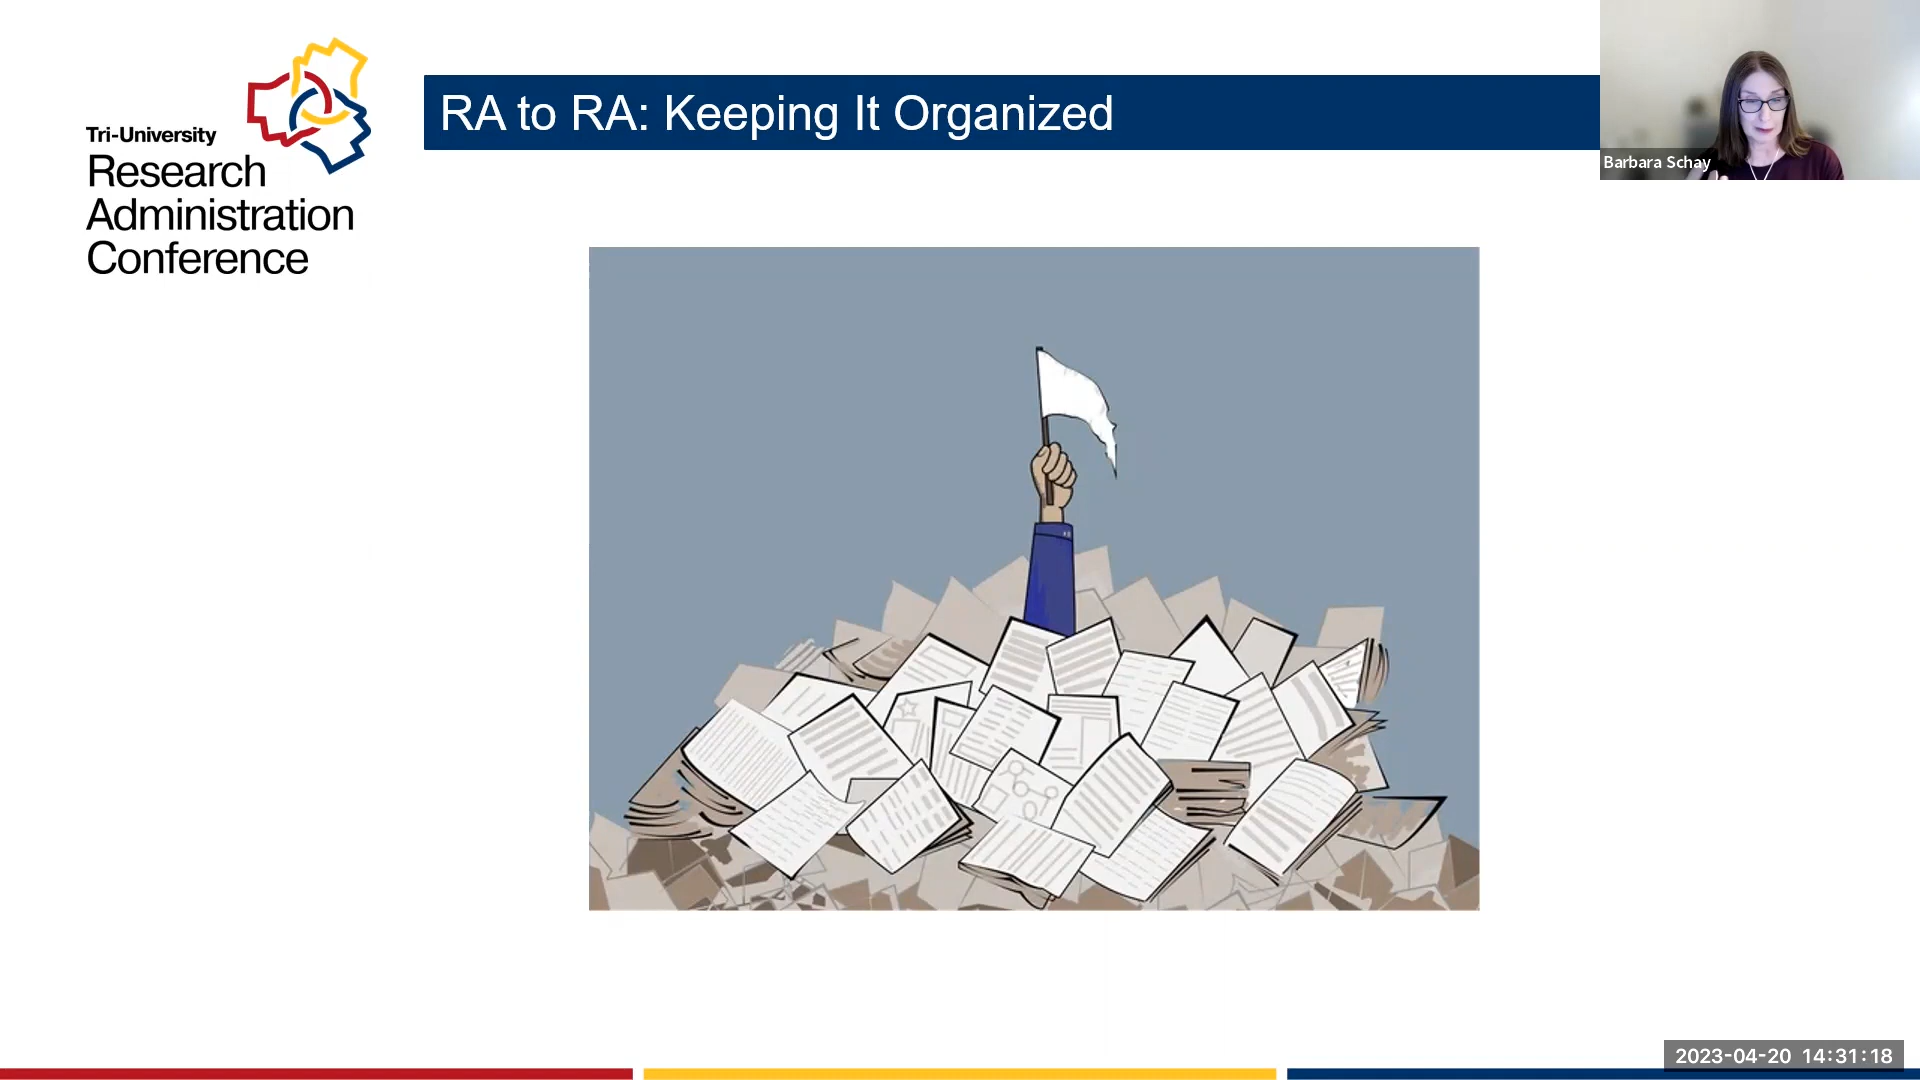 RA to RA: Keeping It Organized
Tri-University
Research
Administration
Conference
Barbara Schay
2023-04-20 14:31:18